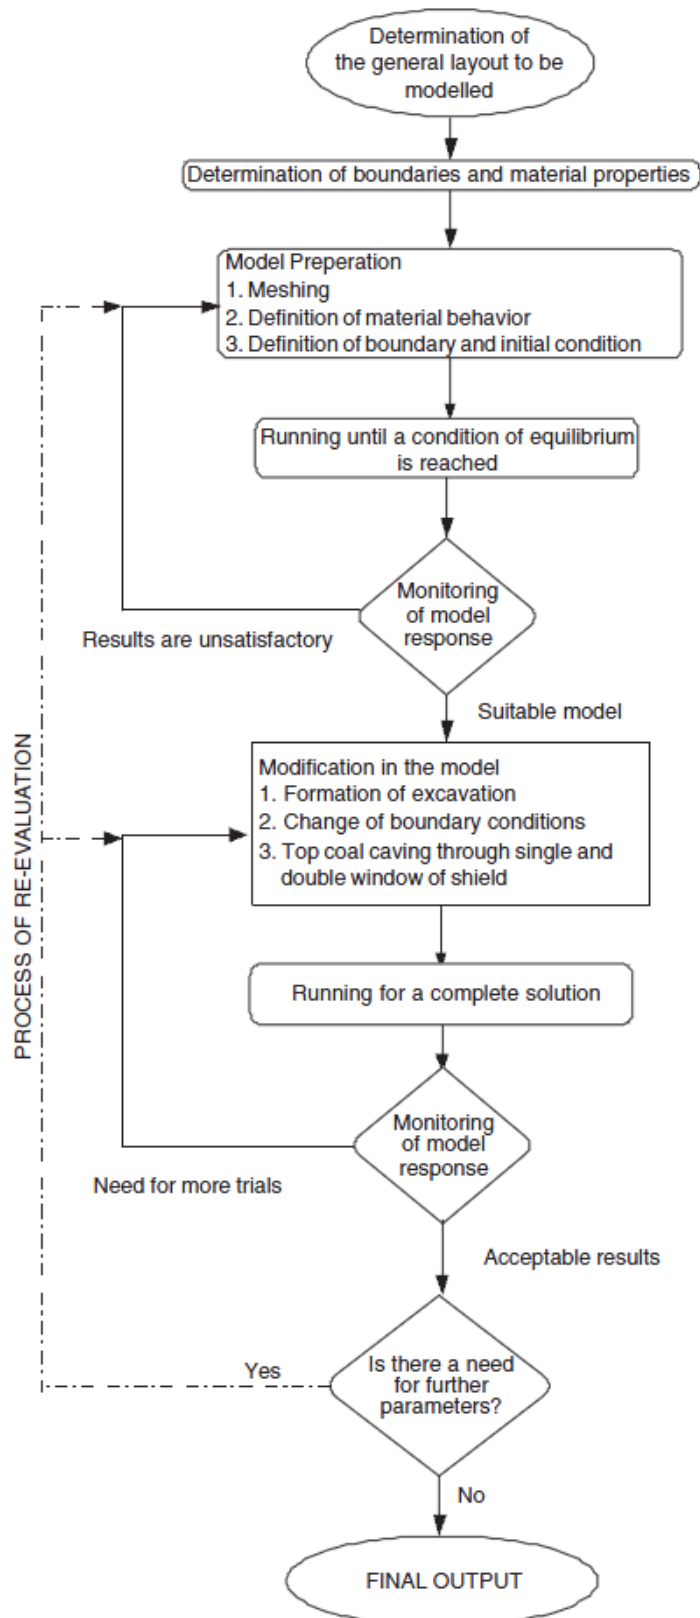 Determination of
the general layout to be
modelled
Determination of boundaries and material properties
Model Preperation
1. Meshing
2. Definition of material behavior
3. Definition of boundary and initial condition
Running until a condition of equilibrium
is reached
Monitoring
of model
response
Results are unsatisfactory
Suitable model
Modification in the model
1. Formation of excavation
2. Change of boundary conditions
3. Top coal caving through single and
double window of shield
PROCESS OF RE-EVALUATION
Running for a complete solution
Monitoring
of model
response
Need for more trials
Acceptable results
Is there a need
for further
parameters?
Yes
No
FINAL OUTPUT